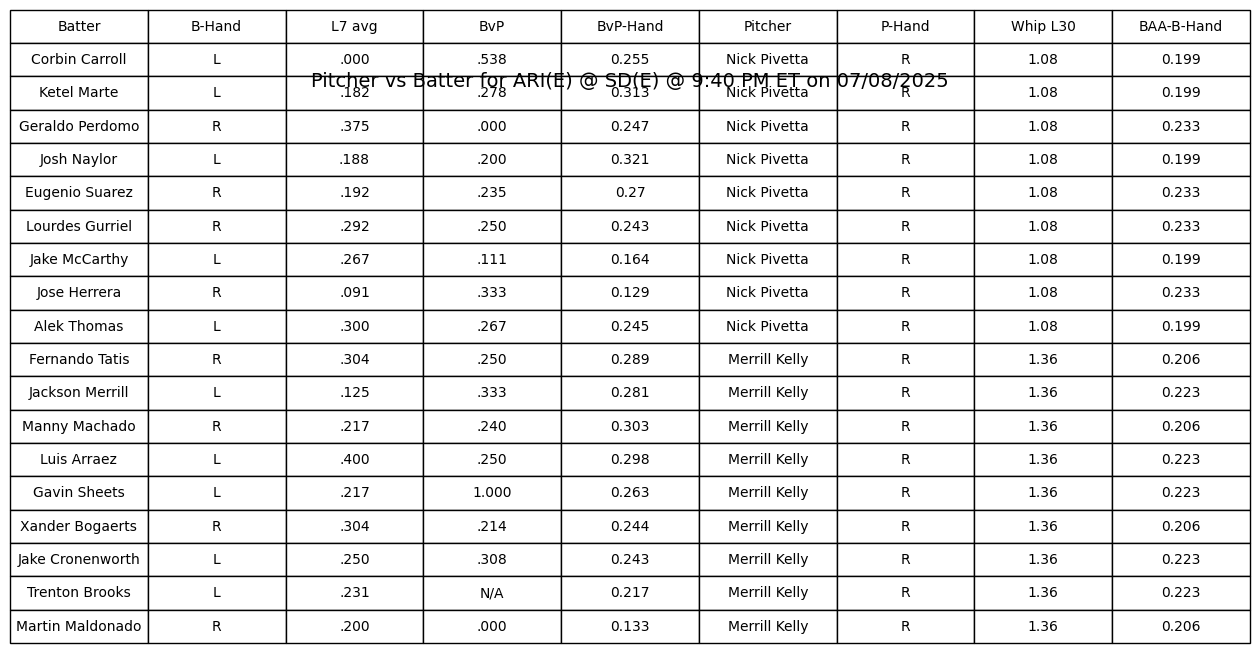 Batter B-Hand L7 avg BvP BvP-Hand Pitcher P-Hand Whip L30 BAA-B-Hand
Corbin Carroll L .000 .538 0.255 Nick Pivetta R 1.08 0.199
Pitcher vs Batter for ARI(E) @ SD(E) @ 9:40 PM ET on 07/08/2025
Ketel Marte L .182 .278 0.313 Nick Pivetta R 1.08 0.199
Geraldo Perdomo R .375 .000 0.247 Nick Pivetta R 1.08 0.233
Josh Naylor L .188 .200 0.321 Nick Pivetta R 1.08 0.199
Eugenio Suarez R .192 .235 0.27 Nick Pivetta R 1.08 0.233
Lourdes Gurriel R .292 .250 0.243 Nick Pivetta R 1.08 0.233
Jake McCarthy L .267 .111 0.164 Nick Pivetta R 1.08 0.199
Jose Herrera R .091 .333 0.129 Nick Pivetta R 1.08 0.233
Alek Thomas L .300 .267 0.245 Nick Pivetta R 1.08 0.199
Fernando Tatis R .304 .250 0.289 Merrill Kelly R 1.36 0.206
Jackson Merrill L .125 .333 0.281 Merrill Kelly R 1.36 0.223
Manny Machado R .217 .240 0.303 Merrill Kelly R 1.36 0.206
Luis Arraez L .400 .250 0.298 Merrill Kelly R 1.36 0.223
Gavin Sheets L .217 1.000 0.263 Merrill Kelly R 1.36 0.223
Xander Bogaerts R .304 .214 0.244 Merrill Kelly R 1.36 0.206
Jake Cronenworth L .250 .308 0.243 Merrill Kelly R 1.36 0.223
Trenton Brooks L .231 N/A 0.217 Merrill Kelly R 1.36 0.223
Martin Maldonado R .200 .000 0.133 Merrill Kelly R 1.36 0.206